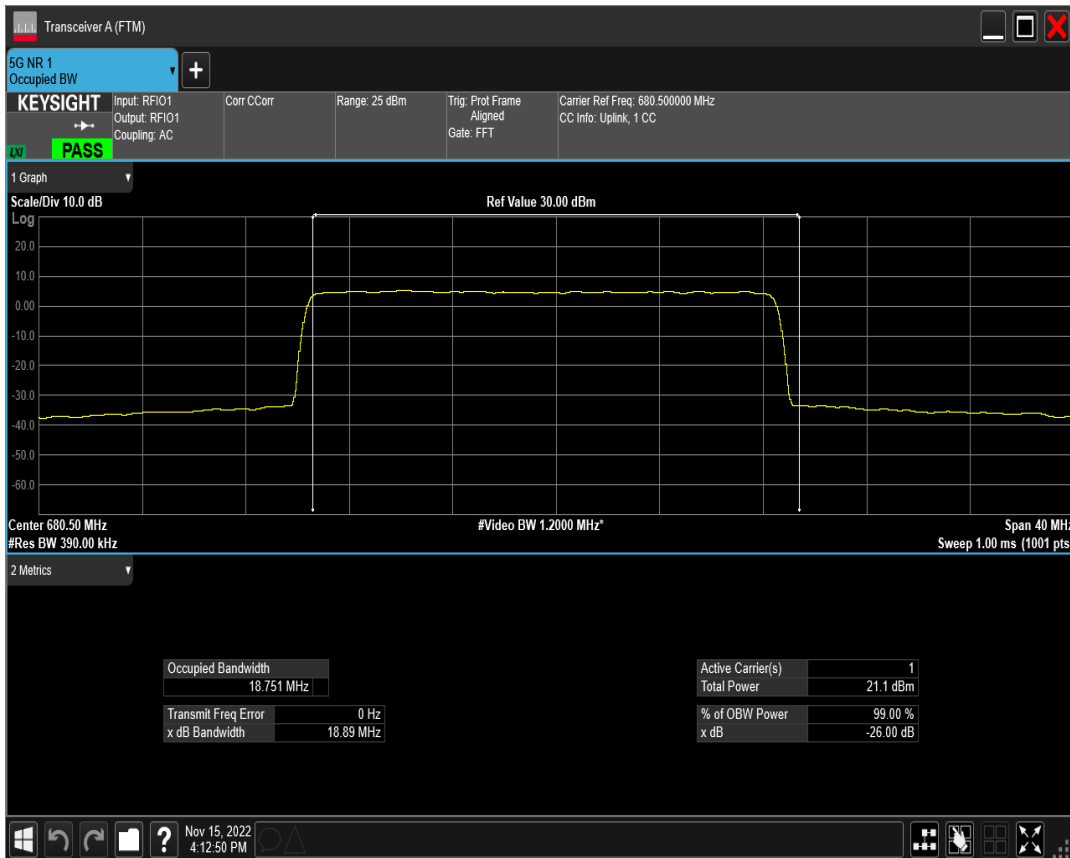 Transceiver A (FTM)
5G NR 1
Occupied BW
+
KEYSIGHT
LXI
PASS
Input: RFIO1
Output: RFIO1
Coupling: AC
Corr CCorr
Range: 25 dBm
Trig: Prot Frame
Aligned
Gate: FFT
Carrier Ref Freq: 680.500000 MHz
CC Info: Uplink, 1 CC
1 Graph
Scale/Div 10.0 dB
Ref Value 30.00 dBm
Log
20.0
10.0
0.00
-10.0
-20.0
-30.0
-40.0
-50.0
-60.0
Center 680.50 MHz
#Video BW 1.2000 MHz*
Span 40 MHz
#Res BW 390.00 kHz
Sweep 1.00 ms (1001 pts
2 Metrics
Occupied Bandwidth
18.751 MHz
Transmit Freq Error 0 Hz
x dB Bandwidth 18.89 MHz
Active Carrier(s) 1
Total Power 21.1 dBm
% of OBW Power 99.00 %
x dB -26.00 dB
?
Nov 15, 2022
4:12:50 PM